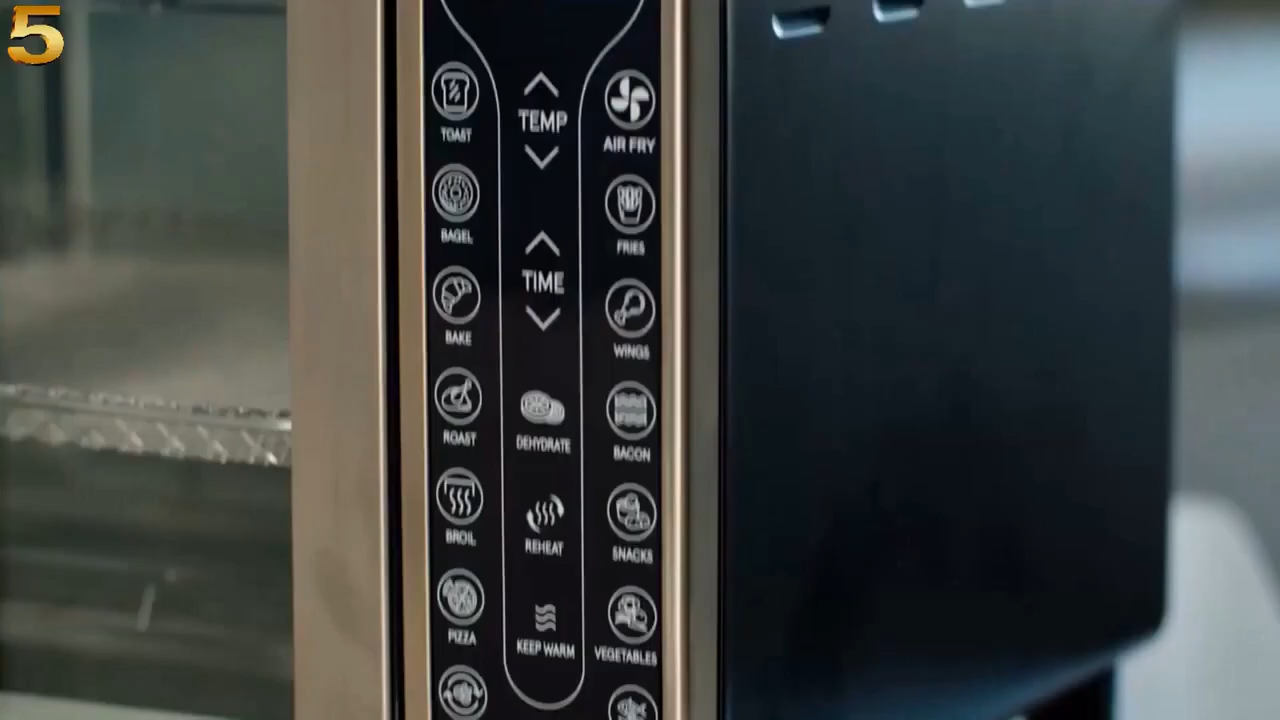 5
TOAST
BAGEL
BAKE
ROAST
BROIL
PIZZA
TEMP
TIME
DEHYDRATE
REHEAT
KEEP WARM
AIR FRY
FRIES
WINGS
BACON
SNACKS
VEGETABLES